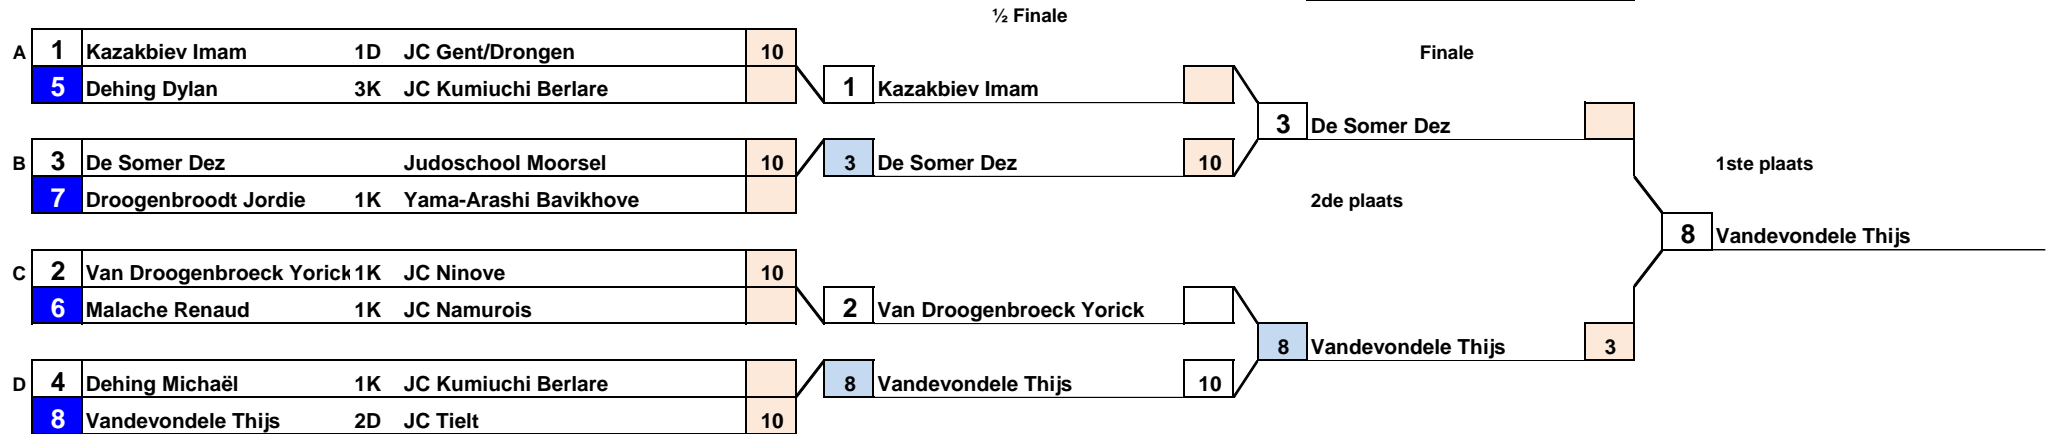 ½ Finale
A 1 Kazakbiev Imam 1D JC Gent/Drongen 10
Finale
5 Dehing Dylan 3K JC Kumiuchi Berlare
1 Kazakbiev Imam
3 De Somer Dez
B 3 De Somer Dez Judoschool Moorsel 10
3 De Somer Dez 10
1ste plaats
7 Droogenbroodt Jordie 1K Yama-Arashi Bavikhove
2de plaats
8 Vandevondele Thijs
C 2 Van Droogenbroeck Yorick 1K JC Ninove 10
6 Malache Renaud 1K JC Namurois
2 Van Droogenbroeck Yorick
8 Vandevondele Thijs 3
D 4 Dehing Michaël 1K JC Kumiuchi Berlare
8 Vandevondele Thijs 10
8 Vandevondele Thijs 2D JC Tielt 10